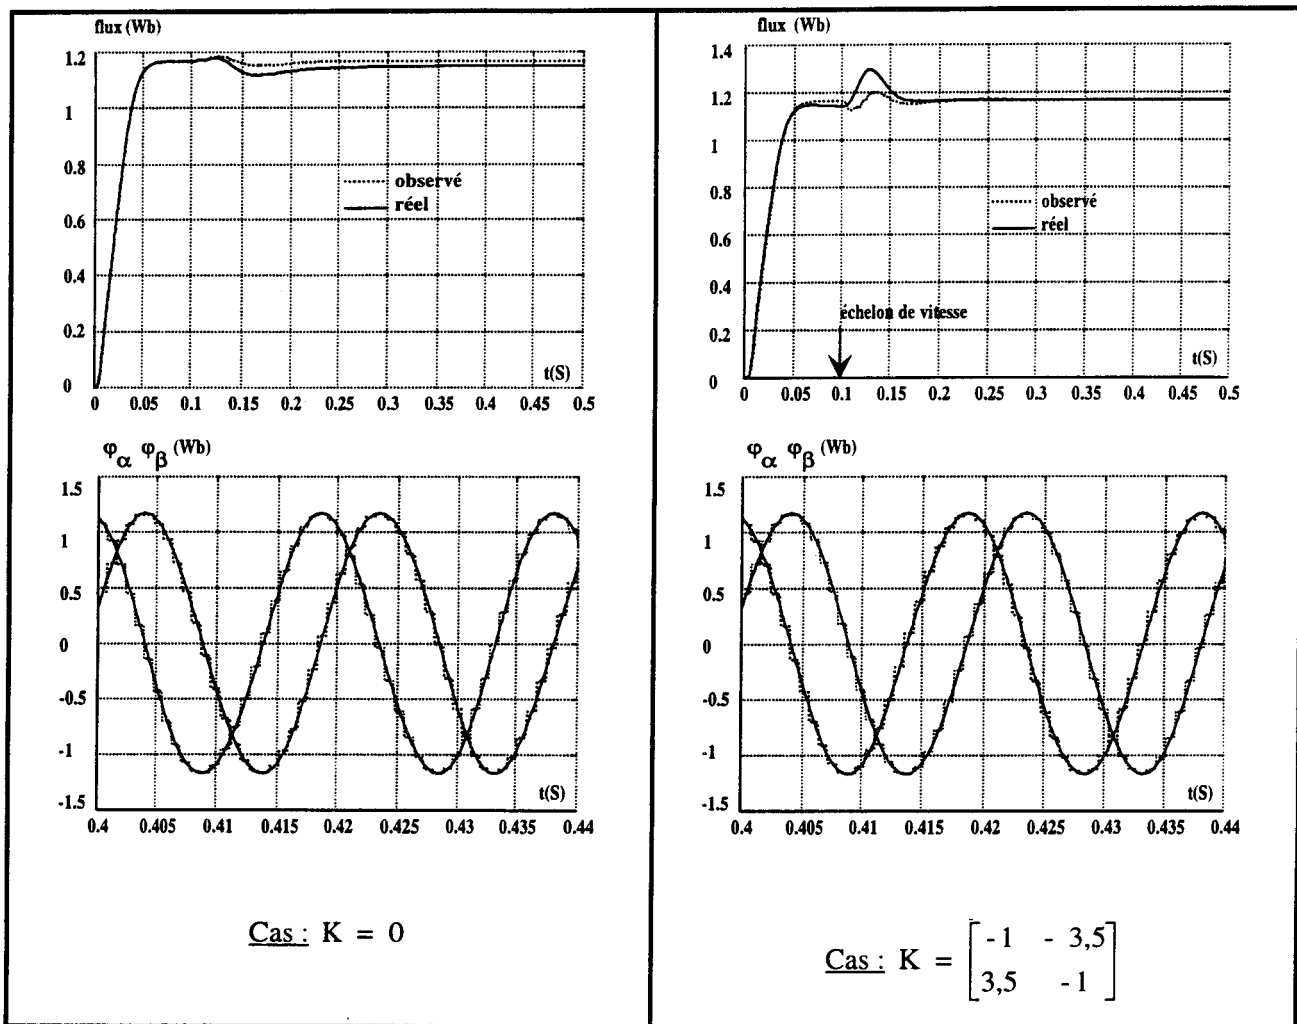 flux (Wb)
1.2
1
0.8
0.6
0.4
0.2
0
observé
réel
t(S)
0 0.05 0.1 0.15 0.2 0.25 0.3 0.35 0.4 0.45 0.5
φα φβ (Wb)
1.5
1
0.5
0
-0.5
-1
-1.5
t(S)
0.4 0.405 0.41 0.415 0.42 0.425 0.43 0.435 0.44
Cas : K = 0
flux (Wb)
1.4
1.2
1
0.8
0.6
0.4
0.2
0
observé
réel
échelon de vitesse
t(S)
0 0.05 0.1 0.15 0.2 0.25 0.3 0.35 0.4 0.45 0.5
φα φβ (Wb)
1.5
1
0.5
0
-0.5
-1
-1.5
t(S)
0.4 0.405 0.41 0.415 0.42 0.425 0.43 0.435 0.44
-1 - 3,5
Cas : K =
3,5 -1